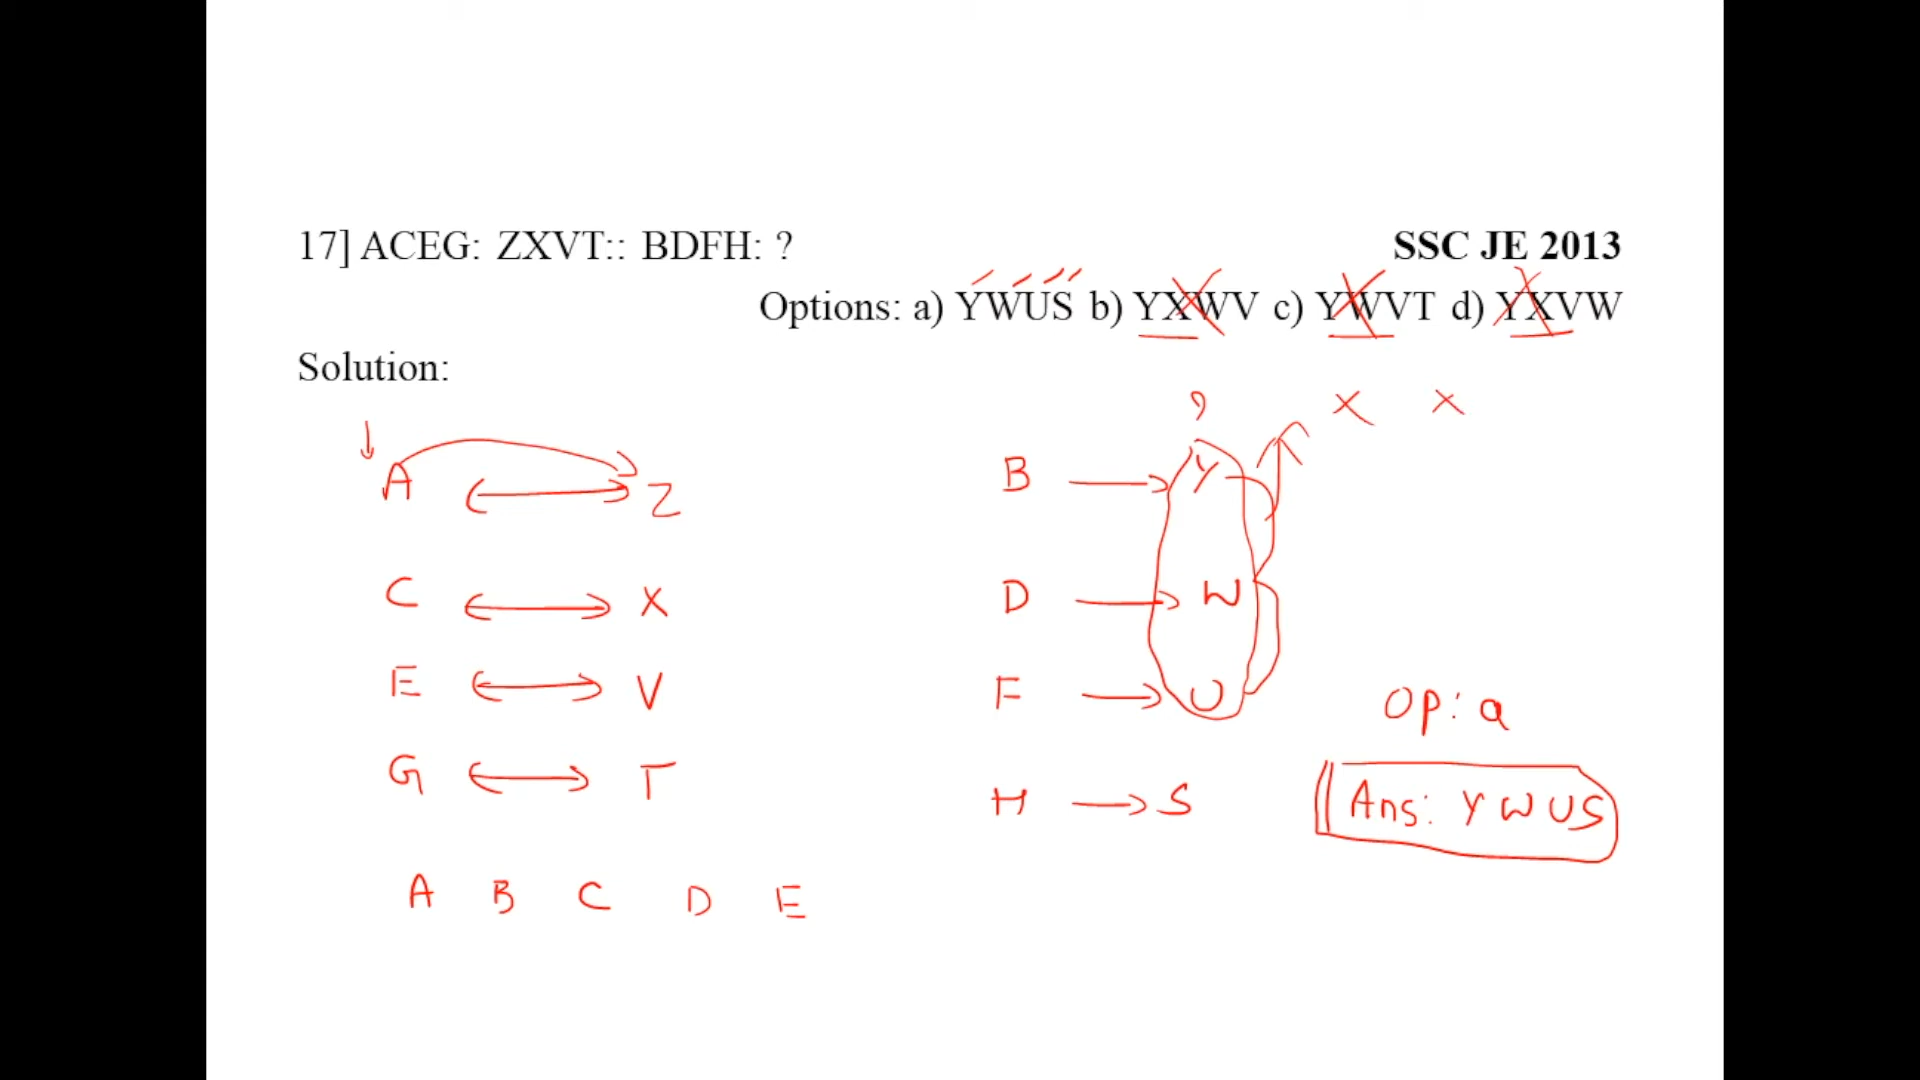 17] ACEG: ZXVT:: BDFH: ? SSC JE 2013
Options: a) YWUS b) YXWV c) YWVT d) YXVW
Solution:
A Z B Y
C X D W
E V F U
Op: a
G T H S
Ans: YWUS
A B C D E